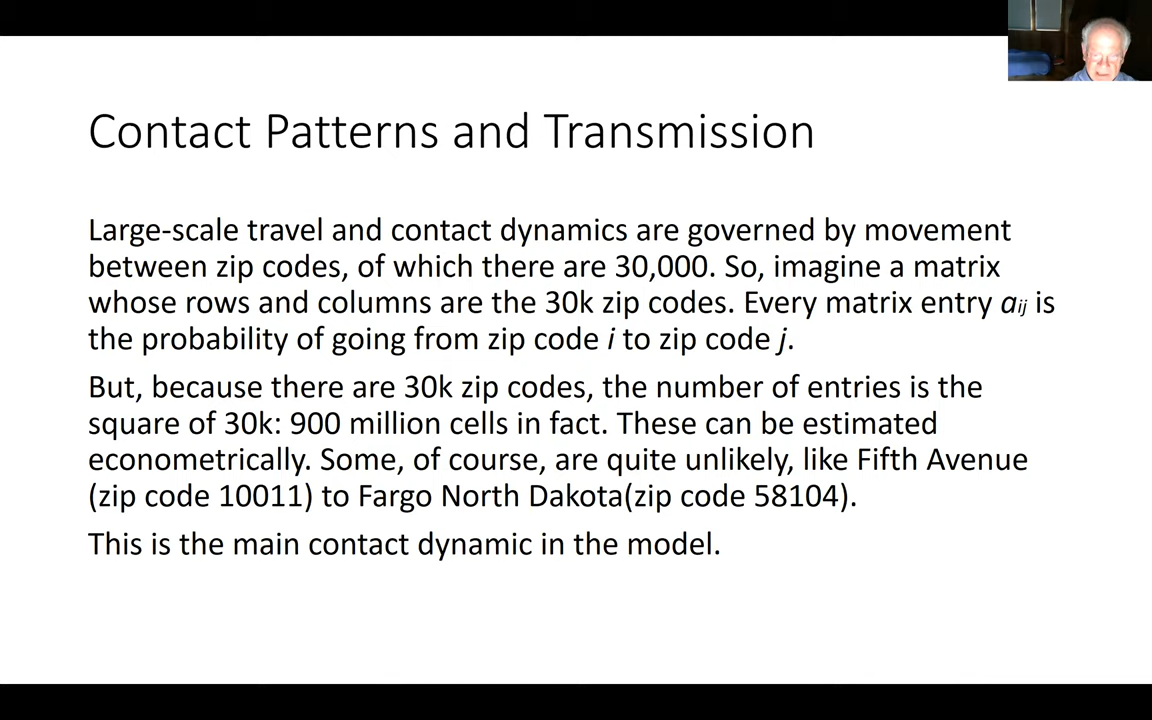 Contact Patterns and Transmission
Large-scale travel and contact dynamics are governed by movement
between zip codes, of which there are 30,000. So, imagine a matrix
whose rows and columns are the 30k zip codes. Every matrix entry aij is
the probability of going from zip code i to zip code j.
But, because there are 30k zip codes, the number of entries is the
square of 30k: 900 million cells in fact. These can be estimated
econometrically. Some, of course, are quite unlikely, like Fifth Avenue
(zip code 10011) to Fargo North Dakota(zip code 58104).
This is the main contact dynamic in the model.